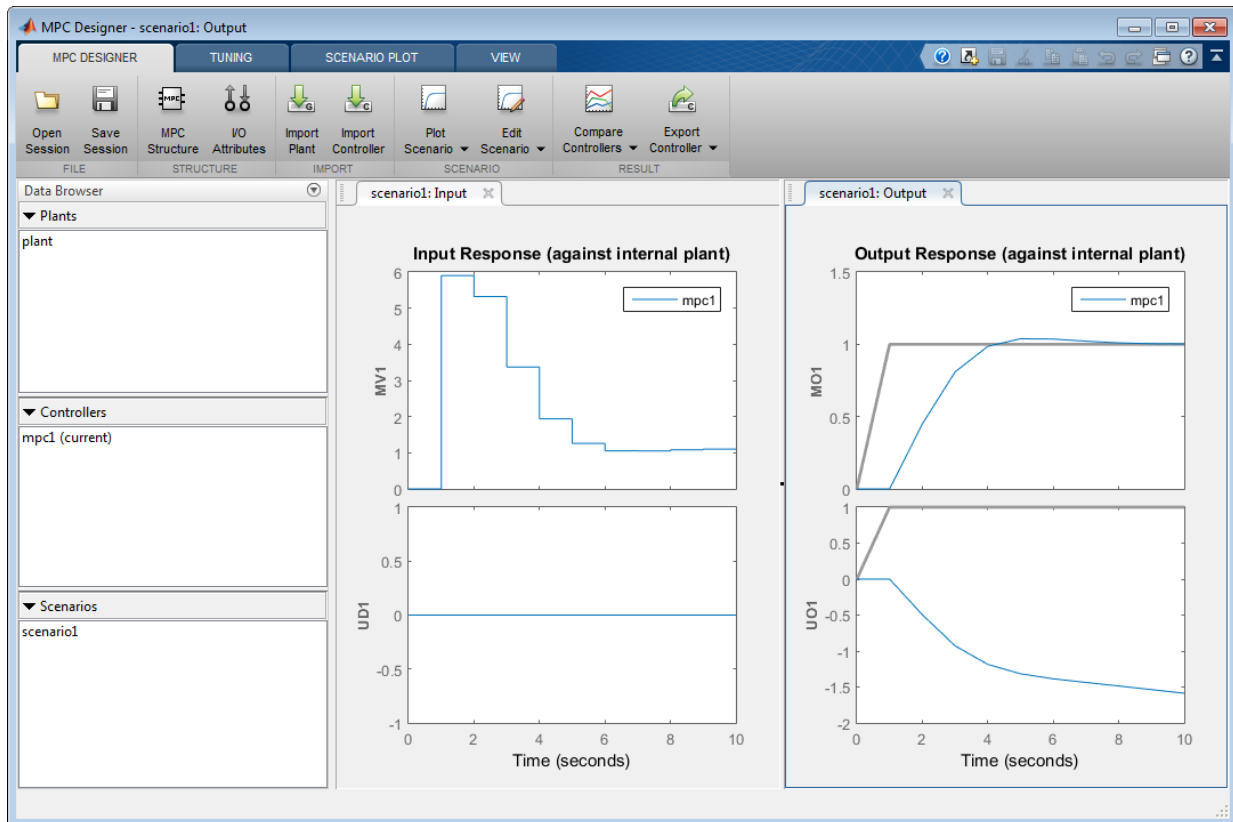 MPC Designer - scenario1: Output
MPC DESIGNER TUNING SCENARIO PLOT VIEW
Open Session
Save Session
MPC Structure
I/O Attributes
Import Plant
Import Controller
Plot Scenario
Edit Scenario
Compare Controllers
Export Controller
FILE STRUCTURE IMPORT SCENARIO RESULT
Data Browser
Plants
plant
Controllers
mpc1 (current)
Scenarios
scenario1
scenario1: Input
Input Response (against internal plant)
mpc1
MV1
6
5
4
3
2
1
0
UD1
1
0.5
0
-0.5
-1
0 2 4 6 8 10
Time (seconds)
scenario1: Output
Output Response (against internal plant)
mpc1
MO1
1.5
1
0.5
0
UO1
1
0.5
0
-0.5
-1
-1.5
-2
0 2 4 6 8 10
Time (seconds)